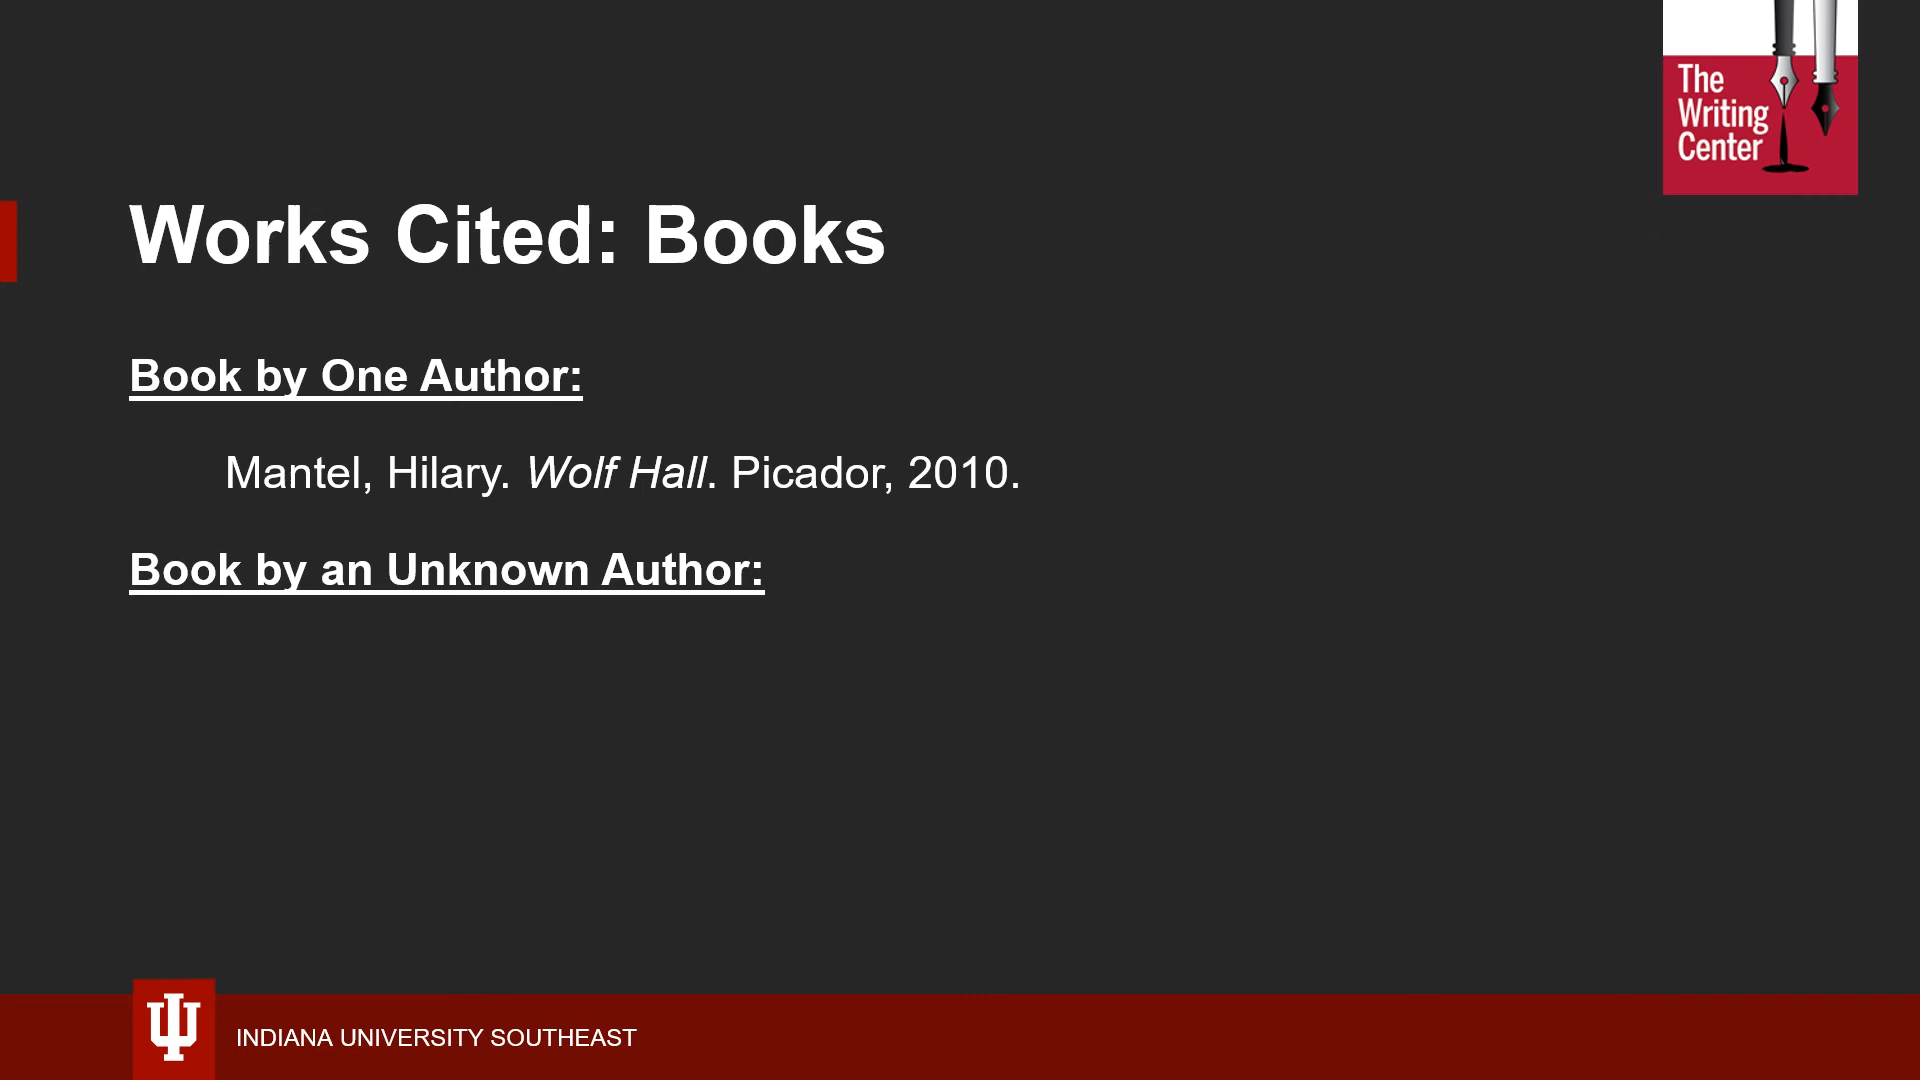 The
Writing
Center
Works Cited: Books
Book by One Author:
Mantel, Hilary. Wolf Hall. Picador, 2010.
Book by an Unknown Author:
INDIANA UNIVERSITY SOUTHEAST